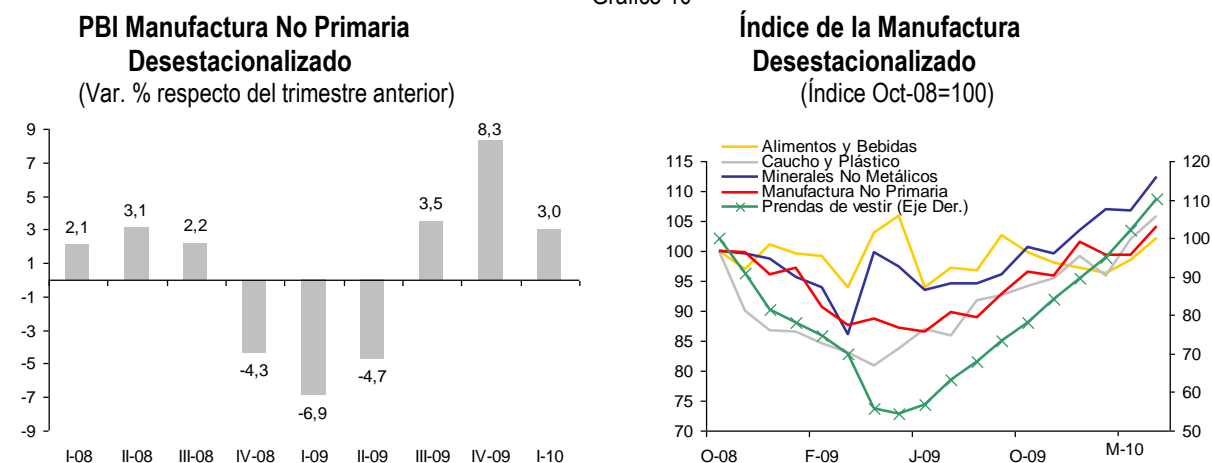 Gráfico 10
PBI Manufactura No Primaria
Desestacionalizado
(Var. % respecto del trimestre anterior)
9
7
5
3
1
-1
-3
-5
-7
-9
2,1
3,1
2,2
-4,3
-6,9
-4,7
3,5
8,3
3,0
I-08 II-08 III-08 IV-08 I-09 II-09 III-09 IV-09 I-10
Índice de la Manufactura
Desestacionalizado
(Índice Oct-08=100)
Alimentos y Bebidas
Caucho y Plástico
Minerales No Metálicos
Manufactura No Primaria
Prendas de vestir (Eje Der.)
115
110
105
100
95
90
85
80
75
70
120
110
100
90
80
70
60
50
O-08 F-09 J-09 O-09 M-10